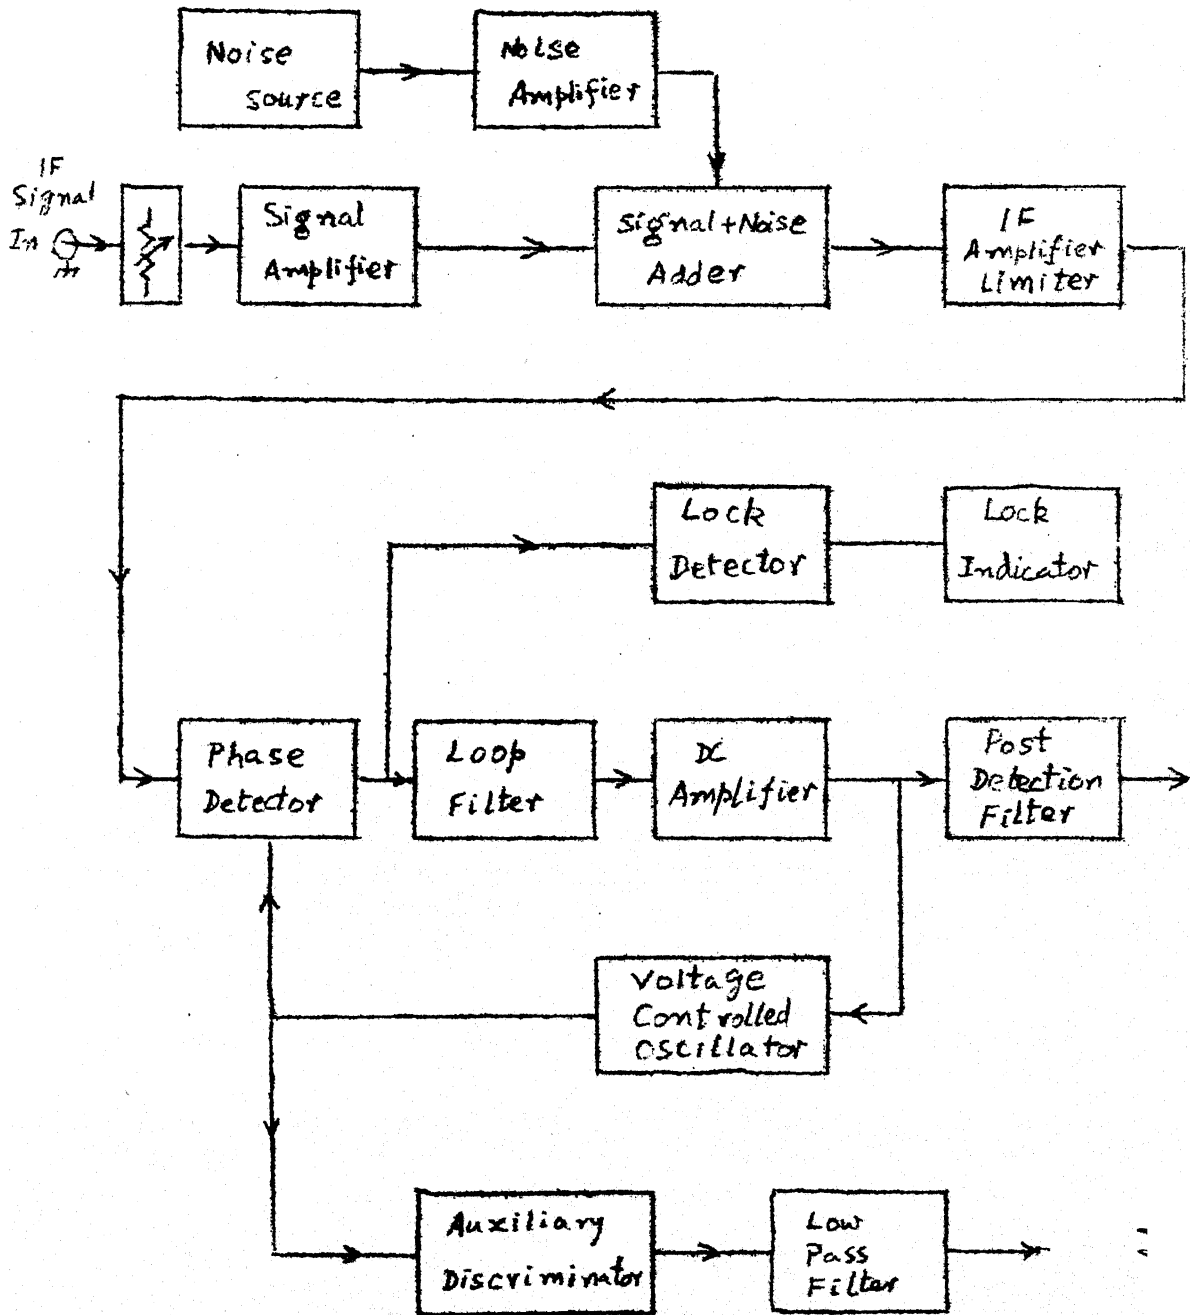 Noise
Source
Noise
Amplifier
IF
Signal
In
Signal
Amplifier
Signal+Noise
Adder
IF
Amplifier
Limiter
Lock
Detector
Lock
Indicator
Phase
Detector
Loop
Filter
DC
Amplifier
Post
Detection
Filter
Voltage
Controlled
Oscillator
Auxiliary
Discriminator
Low
Pass
Filter